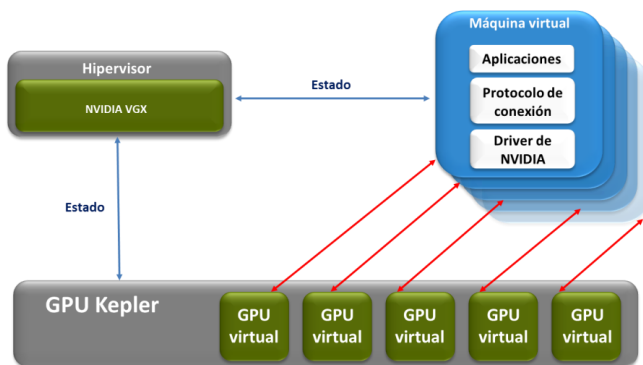 Máquina virtual
Hipervisor
NVIDIA VGX
Estado
Aplicaciones
Protocolo de
conexión
Driver de
NVIDIA
Estado
GPU Kepler
GPU
virtual
GPU
virtual
GPU
virtual
GPU
virtual
GPU
virtual